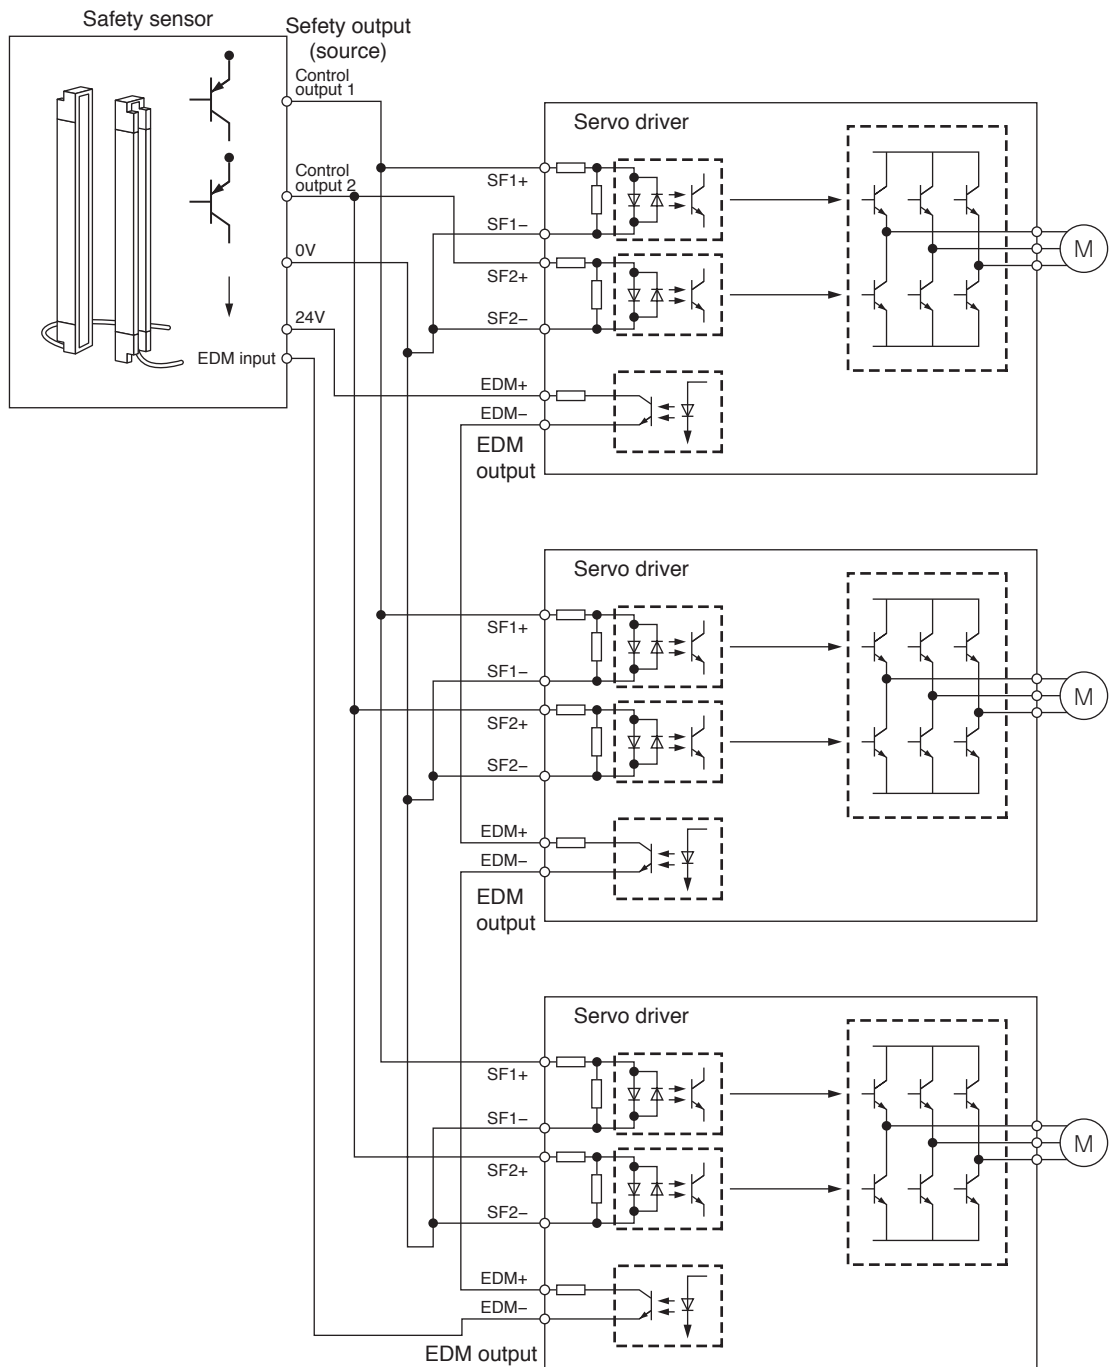 Safety sensor
Sefety output
(source)
Control
output 1
Control
output 2
0V
24V
EDM input
Servo driver
SF1+
SF1−
SF2+
SF2−
EDM+
EDM−
EDM
output
M
Servo driver
SF1+
SF1−
SF2+
SF2−
EDM+
EDM−
EDM
output
M
Servo driver
SF1+
SF1−
SF2+
SF2−
EDM+
EDM−
EDM output
M